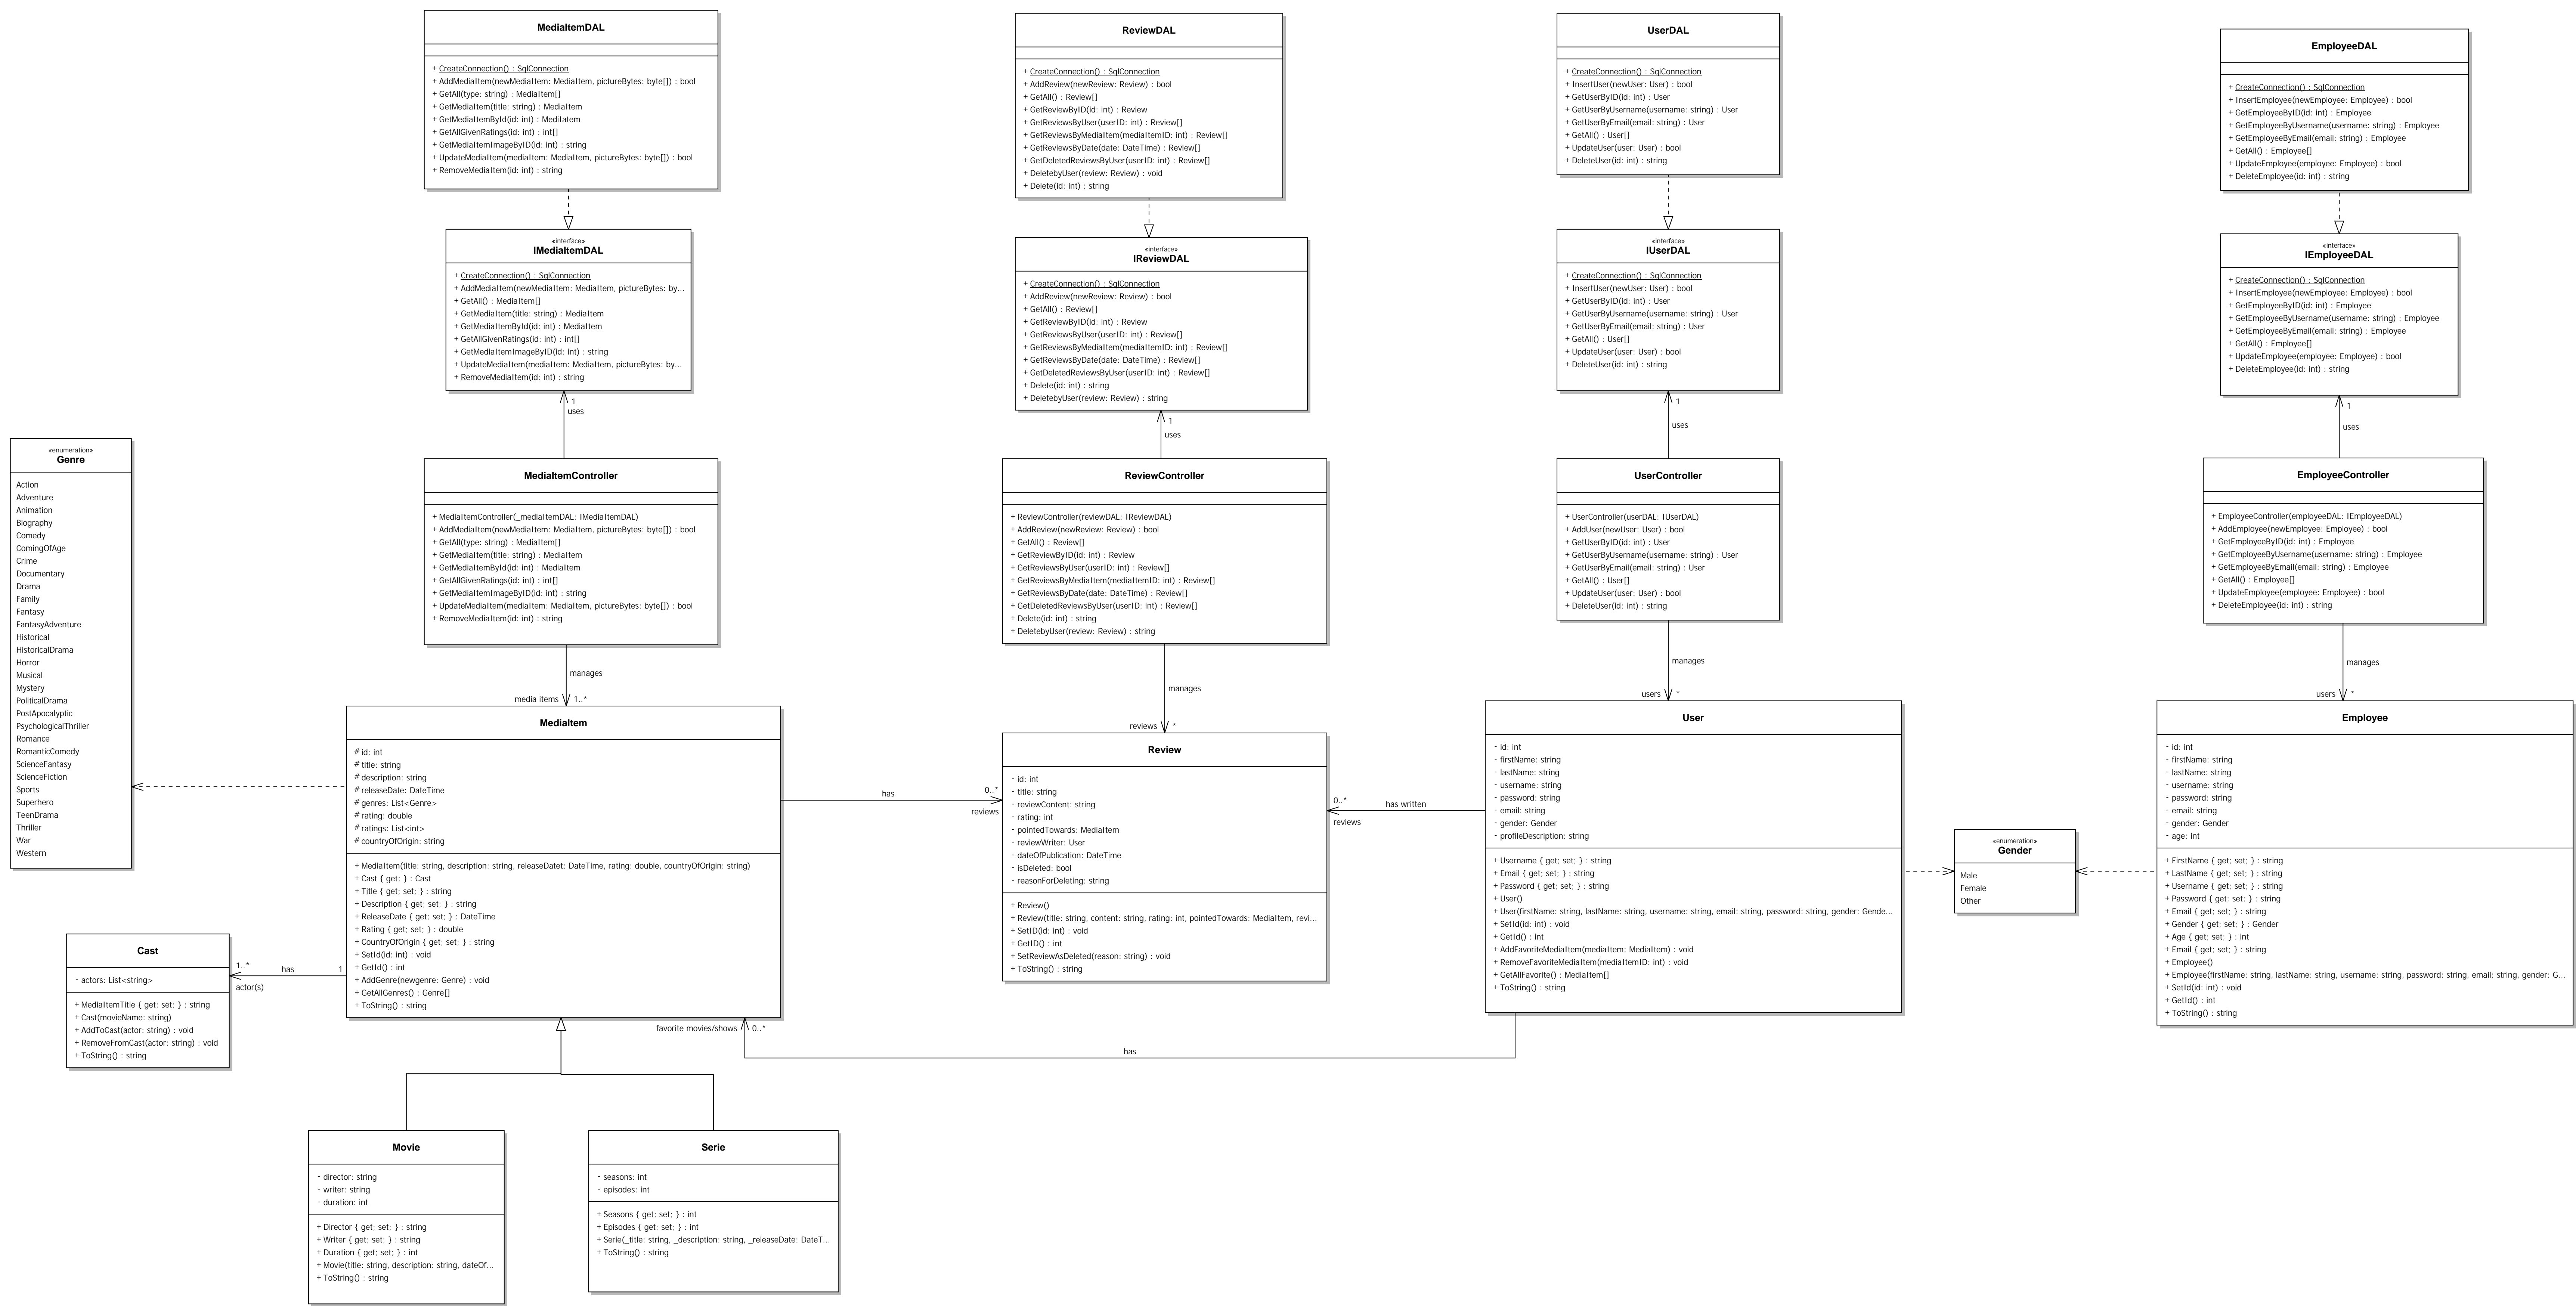 MediaItemDAL
+ CreateConnection() : SqlConnection
+ AddMediaItem(newMediaItem: MediaItem, pictureBytes: byte[]) : bool
+ GetAll(type: string) : MediaItem[]
+ GetMediaItem(title: string) : MediaItem
+ GetMediaItemById(id: int) : MediIatem
+ GetAllGivenRatings(id: int) : int[]
+ GetMediaItemImageByID(id: int) : string
+ UpdateMediaItem(mediaItem: MediaItem, pictureBytes: byte[]) : bool
+ RemoveMediaItem(id: int) : string
ReviewDAL
+ CreateConnection() : SqlConnection
+ AddReview(newReview: Review) : bool
+ GetAll() : Review[]
+ GetReviewByID(id: int) : Review
+ GetReviewsByUser(userID: int) : Review[]
+ GetReviewsByMediaItem(mediaItemID: int) : Review[]
+ GetReviewsByDate(date: DateTime) : Review[]
+ GetDeletedReviewsByUser(userID: int) : Review[]
+ DeletebyUser(review: Review) : void
+ Delete(id: int) : string
UserDAL
+ CreateConnection() : SqlConnection
+ InsertUser(newUser: User) : bool
+ GetUserByID(id: int) : User
+ GetUserByUsername(username: string) : User
+ GetUserByEmail(email: string) : User
+ GetAll() : User[]
+ UpdateUser(user: User) : bool
+ DeleteUser(id: int) : string
EmployeeDAL
+ CreateConnection() : SqlConnection
+ InsertEmployee(newEmployee: Employee) : bool
+ GetEmployeeByID(id: int) : Employee
+ GetEmployeeByUsername(username: string) : Employee
+ GetEmployeeByEmail(email: string) : Employee
+ GetAll() : Employee[]
+ UpdateEmployee(employee: Employee) : bool
+ DeleteEmployee(id: int) : string
«interface»
IMediaItemDAL
+ CreateConnection() : SqlConnection
+ AddMediaItem(newMediaItem: MediaItem, pictureBytes: by...
+ GetAll() : MediaItem[]
+ GetMediaItem(title: string) : MediaItem
+ GetMediaItemById(id: int) : MediaItem
+ GetAllGivenRatings(id: int) : int[]
+ GetMediaItemImageByID(id: int) : string
+ UpdateMediaItem(mediaItem: MediaItem, pictureBytes: by...
+ RemoveMediaItem(id: int) : string
1
uses
«interface»
IReviewDAL
+ CreateConnection() : SqlConnection
+ AddReview(newReview: Review) : bool
+ GetAll() : Review[]
+ GetReviewByID(id: int) : Review
+ GetReviewsByUser(userID: int) : Review[]
+ GetReviewsByMediaItem(mediaItemID: int) : Review[]
+ GetReviewsByDate(date: DateTime) : Review[]
+ GetDeletedReviewsByUser(userID: int) : Review[]
+ Delete(id: int) : string
+ DeletebyUser(review: Review) : string
1
uses
«interface»
IUserDAL
+ CreateConnection() : SqlConnection
+ InsertUser(newUser: User) : bool
+ GetUserByID(id: int) : User
+ GetUserByUsername(username: string) : User
+ GetUserByEmail(email: string) : User
+ GetAll() : User[]
+ UpdateUser(user: User) : bool
+ DeleteUser(id: int) : string
1
uses
«interface»
IEmployeeDAL
+ CreateConnection() : SqlConnection
+ InsertEmployee(newEmployee: Employee) : bool
+ GetEmployeeByID(id: int) : Employee
+ GetEmployeeByUsername(username: string) : Employee
+ GetEmployeeByEmail(email: string) : Employee
+ GetAll() : Employee[]
+ UpdateEmployee(employee: Employee) : bool
+ DeleteEmployee(id: int) : string
1
uses
«enumeration»
Genre
Action
Adventure
Animation
Biography
Comedy
ComingOfAge
Crime
Documentary
Drama
Family
Fantasy
FantasyAdventure
Historical
HistoricalDrama
Horror
Musical
Mystery
PoliticalDrama
PostApocalyptic
PsychologicalThriller
Romance
RomanticComedy
ScienceFantasy
ScienceFiction
Sports
Superhero
TeenDrama
Thriller
War
Western
MediaItemController
+ MediaItemController(_mediaItemDAL: IMediaItemDAL)
+ AddMediaItem(newMediaItem: MediaItem, pictureBytes: byte[]) : bool
+ GetAll(type: string) : MediaItem[]
+ GetMediaItem(title: string) : MediaItem
+ GetMediaItemById(id: int) : MediaItem
+ GetAllGivenRatings(id: int) : int[]
+ GetMediaItemImageByID(id: int) : string
+ UpdateMediaItem(mediaItem: MediaItem, pictureBytes: byte[]) : bool
+ RemoveMediaItem(id: int) : string
manages
media items 1..*
ReviewController
+ ReviewController(reviewDAL: IReviewDAL)
+ AddReview(newReview: Review) : bool
+ GetAll() : Review[]
+ GetReviewByID(id: int) : Review
+ GetReviewsByUser(userID: int) : Review[]
+ GetReviewsByMediaItem(mediaItemID: int) : Review[]
+ GetReviewsByDate(date: DateTime) : Review[]
+ GetDeletedReviewsByUser(userID: int) : Review[]
+ Delete(id: int) : string
+ DeletebyUser(review: Review) : string
manages
reviews *
UserController
+ UserController(userDAL: IUserDAL)
+ AddUser(newUser: User) : bool
+ GetUserByID(id: int) : User
+ GetUserByUsername(username: string) : User
+ GetUserByEmail(email: string) : User
+ GetAll() : User[]
+ UpdateUser(user: User) : bool
+ DeleteUser(id: int) : string
manages
users *
EmployeeController
+ EmployeeController(employeeDAL: IEmployeeDAL)
+ AddEmployee(newEmployee: Employee) : bool
+ GetEmployeeByID(id: int) : Employee
+ GetEmployeeByUsername(username: string) : Employee
+ GetEmployeeByEmail(email: string) : Employee
+ GetAll() : Employee[]
+ UpdateEmployee(employee: Employee) : bool
+ DeleteEmployee(id: int) : string
manages
users *
MediaItem
# id: int
# title: string
# description: string
# releaseDate: DateTime
# genres: List<Genre>
# rating: double
# ratings: List<int>
# countryOfOrigin: string
+ MediaItem(title: string, description: string, releaseDatet: DateTime, rating: double, countryOfOrigin: string)
+ Cast { get; } : Cast
+ Title { get; set; } : string
+ Description { get; set; } : string
+ ReleaseDate { get; set; } : DateTime
+ Rating { get; set; } : double
+ CountryOfOrigin { get; set; } : string
+ SetId(id: int) : void
+ GetId() : int
+ AddGenre(newgenre: Genre) : void
+ GetAllGenres() : Genre[]
+ ToString() : string
has
0..*
reviews
Review
- id: int
- title: string
- reviewContent: string
- rating: int
- pointedTowards: MediaItem
- reviewWriter: User
- dateOfPublication: DateTime
- isDeleted: bool
- reasonForDeleting: string
+ Review()
+ Review(title: string, content: string, rating: int, pointedTowards: MediaItem, revi...
+ SetID(id: int) : void
+ GetID() : int
+ SetReviewAsDeleted(reason: string) : void
+ ToString() : string
0..*
has written
reviews
User
- id: int
- firstName: string
- lastName: string
- username: string
- password: string
- email: string
- gender: Gender
- profileDescription: string
+ Username { get; set; } : string
+ Email { get; set; } : string
+ Password { get; set; } : string
+ User()
+ User(firstName: string, lastName: string, username: string, email: string, password: string, gender: Gende...
+ SetId(id: int) : void
+ GetId() : int
+ AddFavoriteMediaItem(mediaItem: MediaItem) : void
+ RemoveFavoriteMediaItem(mediaItemID: int) : void
+ GetAllFavorite() : MediaItem[]
+ ToString() : string
«enumeration»
Gender
Male
Female
Other
Employee
- id: int
- firstName: string
- lastName: string
- username: string
- password: string
- email: string
- gender: Gender
- age: int
+ FirstName { get; set; } : string
+ LastName { get; set; } : string
+ Username { get; set; } : string
+ Password { get; set; } : string
+ Email { get; set; } : string
+ Gender { get; set; } : Gender
+ Age { get; set; } : int
+ Email { get; set; } : string
+ Employee()
+ Employee(firstName: string, lastName: string, username: string, password: string, email: string, gender: G...
+ SetId(id: int) : void
+ GetId() : int
+ ToString() : string
Cast
- actors: List<string>
+ MediaItemTitle { get; set; } : string
+ Cast(movieName: string)
+ AddToCast(actor: string) : void
+ RemoveFromCast(actor: string) : void
+ ToString() : string
1..*
has
1
actor(s)
favorite movies/shows 0..*
has
Movie
- director: string
- writer: string
- duration: int
+ Director { get; set; } : string
+ Writer { get; set; } : string
+ Duration { get; set; } : int
+ Movie(title: string, description: string, dateOf...
+ ToString() : string
Serie
- seasons: int
- episodes: int
+ Seasons { get; set; } : int
+ Episodes { get; set; } : int
+ Serie(_title: string, _description: string, _releaseDate: DateT...
+ ToString() : string